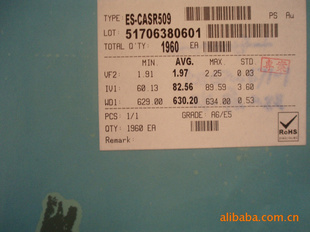 TYPE ES-CASR509 PS Au
LOT: 51706380601
TOTAL Q'TY: 1960 EA
MIN AVG. MAX STD.
VF2: 1.91 1.97 2.25 0.03
IV1: 60.13 82.56 89.59 3.60
WD1: 629.00 630.20 634.00 0.53
PCS: 1/1 GRADE: A6/E5
QTY: 1960 EA
Remark:
RoHS
alibaba.com.cn